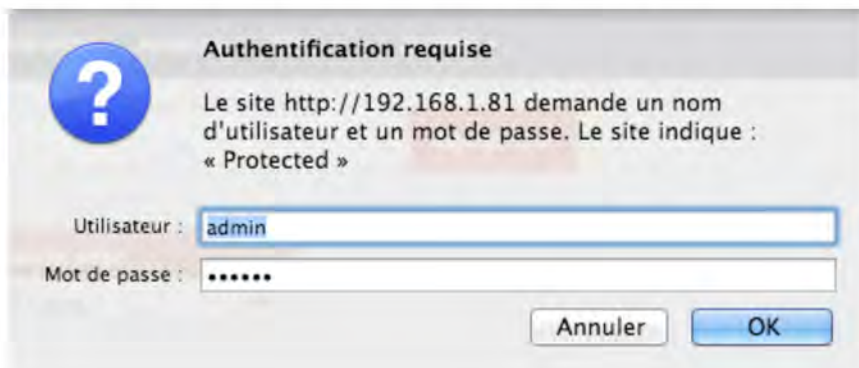 Authentification requise
Le site http://192.168.1.81 demande un nom
d'utilisateur et un mot de passe. Le site indique :
« Protected »
Utilisateur : admin
Mot de passe : ••••••
Annuler OK